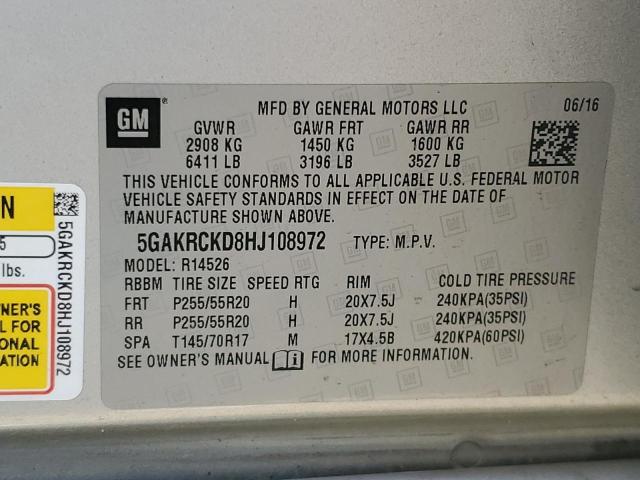 GM
MFD BY GENERAL MOTORS LLC 06/16
GVWR GAWR FRT GAWR RR
2908 KG 1450 KG 1600 KG
6411 LB 3196 LB 3527 LB
THIS VEHICLE CONFORMS TO ALL APPLICABLE U.S. FEDERAL MOTOR
VEHICLE SAFETY STANDARDS IN EFFECT ON THE DATE OF
MANUFACTURE SHOWN ABOVE.
5GAKRCKD8HJ108972 TYPE: M.P.V.
MODEL: R14526
RBBM TIRE SIZE SPEED RTG RIM COLD TIRE PRESSURE
FRT P255/55R20 H 20X7.5J 240KPA(35PSI)
RR P255/55R20 H 20X7.5J 240KPA(35PSI)
SPA T145/70R17 M 17X4.5B 420KPA(60PSI)
SEE OWNER'S MANUAL FOR MORE INFORMATION.
N
5
lbs.
WNER'S
L FOR
IONAL
ATION
5GAKRCKD8HJ108972